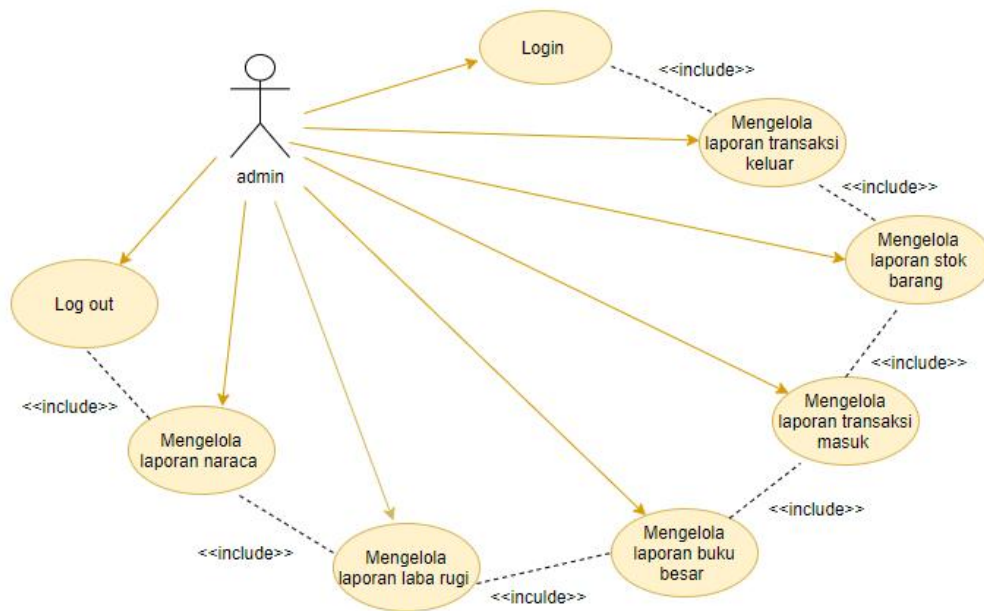 Login
<<include>>
Mengelola
laporan transaksi
keluar
admin
<<include>>
Mengelola
laporan stok
barang
Log out
<<include>>
<<include>>
Mengelola
laporan transaksi
masuk
Mengelola
laporan naraca
<<include>>
<<include>>
Mengelola
laporan laba rugi
<<inculde>>
Mengelola
laporan buku
besar